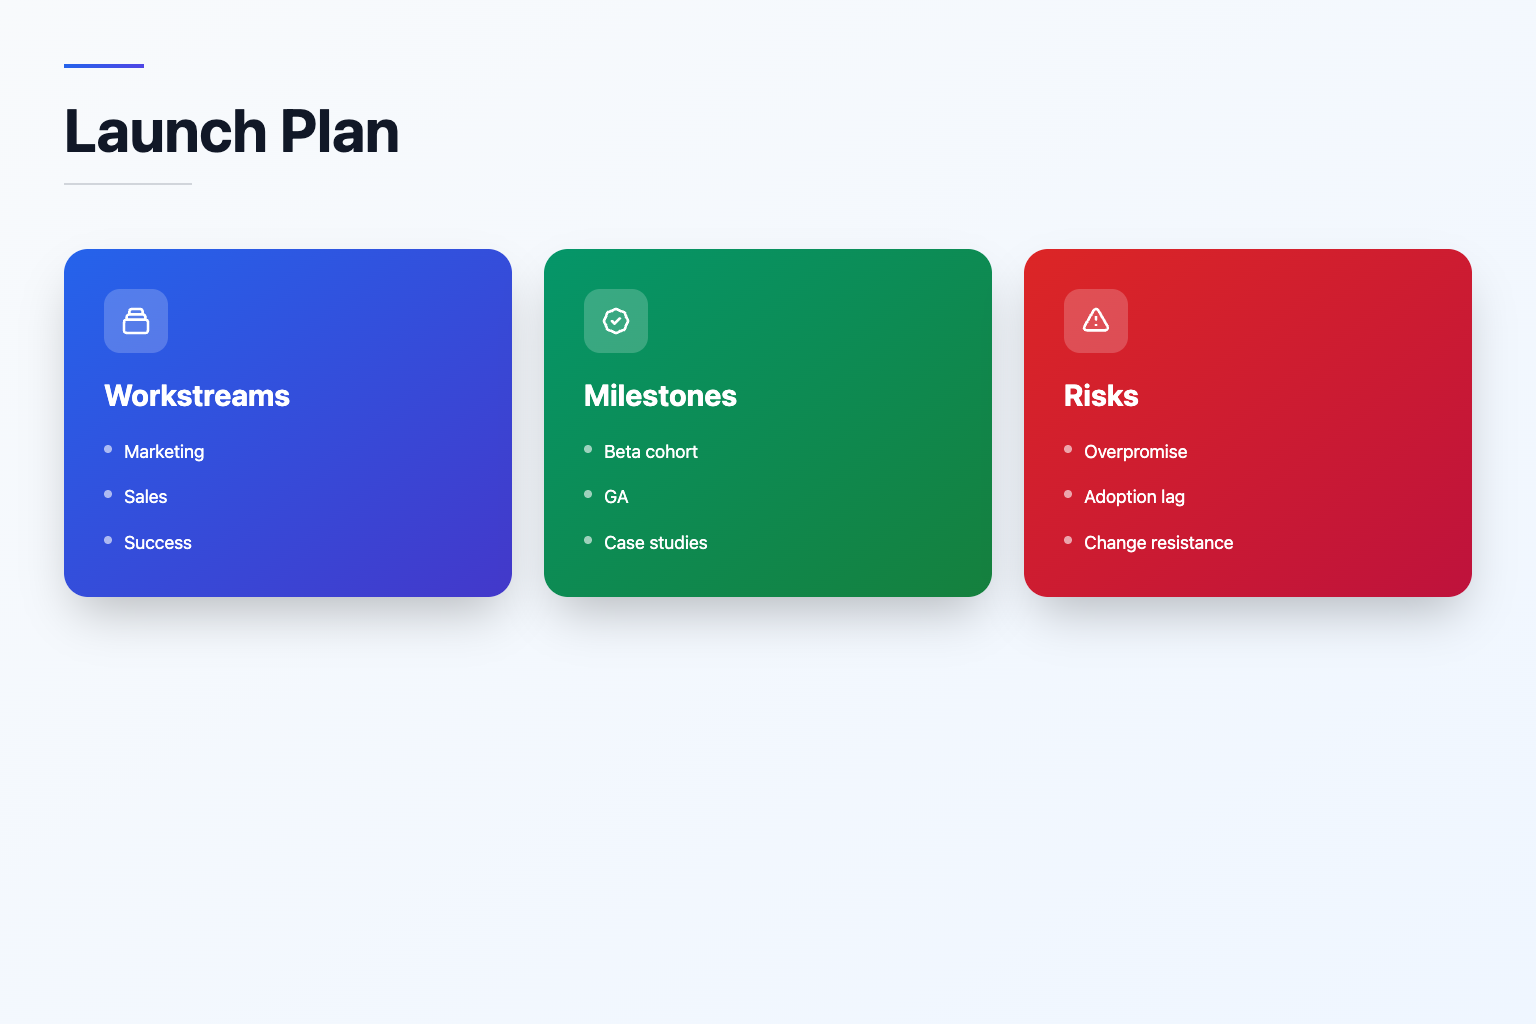 Launch Plan
Workstreams
Marketing
Sales
Success
Milestones
Beta cohort
GA
Case studies
Risks
Overpromise
Adoption lag
Change resistance